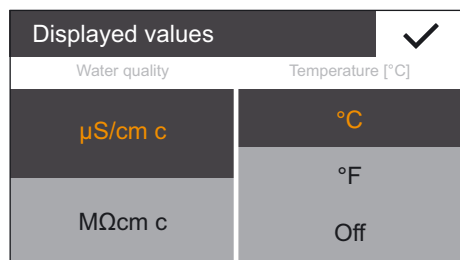 Displayed values
Water quality
Temperature [°C]
µS/cm c
°C
°F
MΩcm c
Off